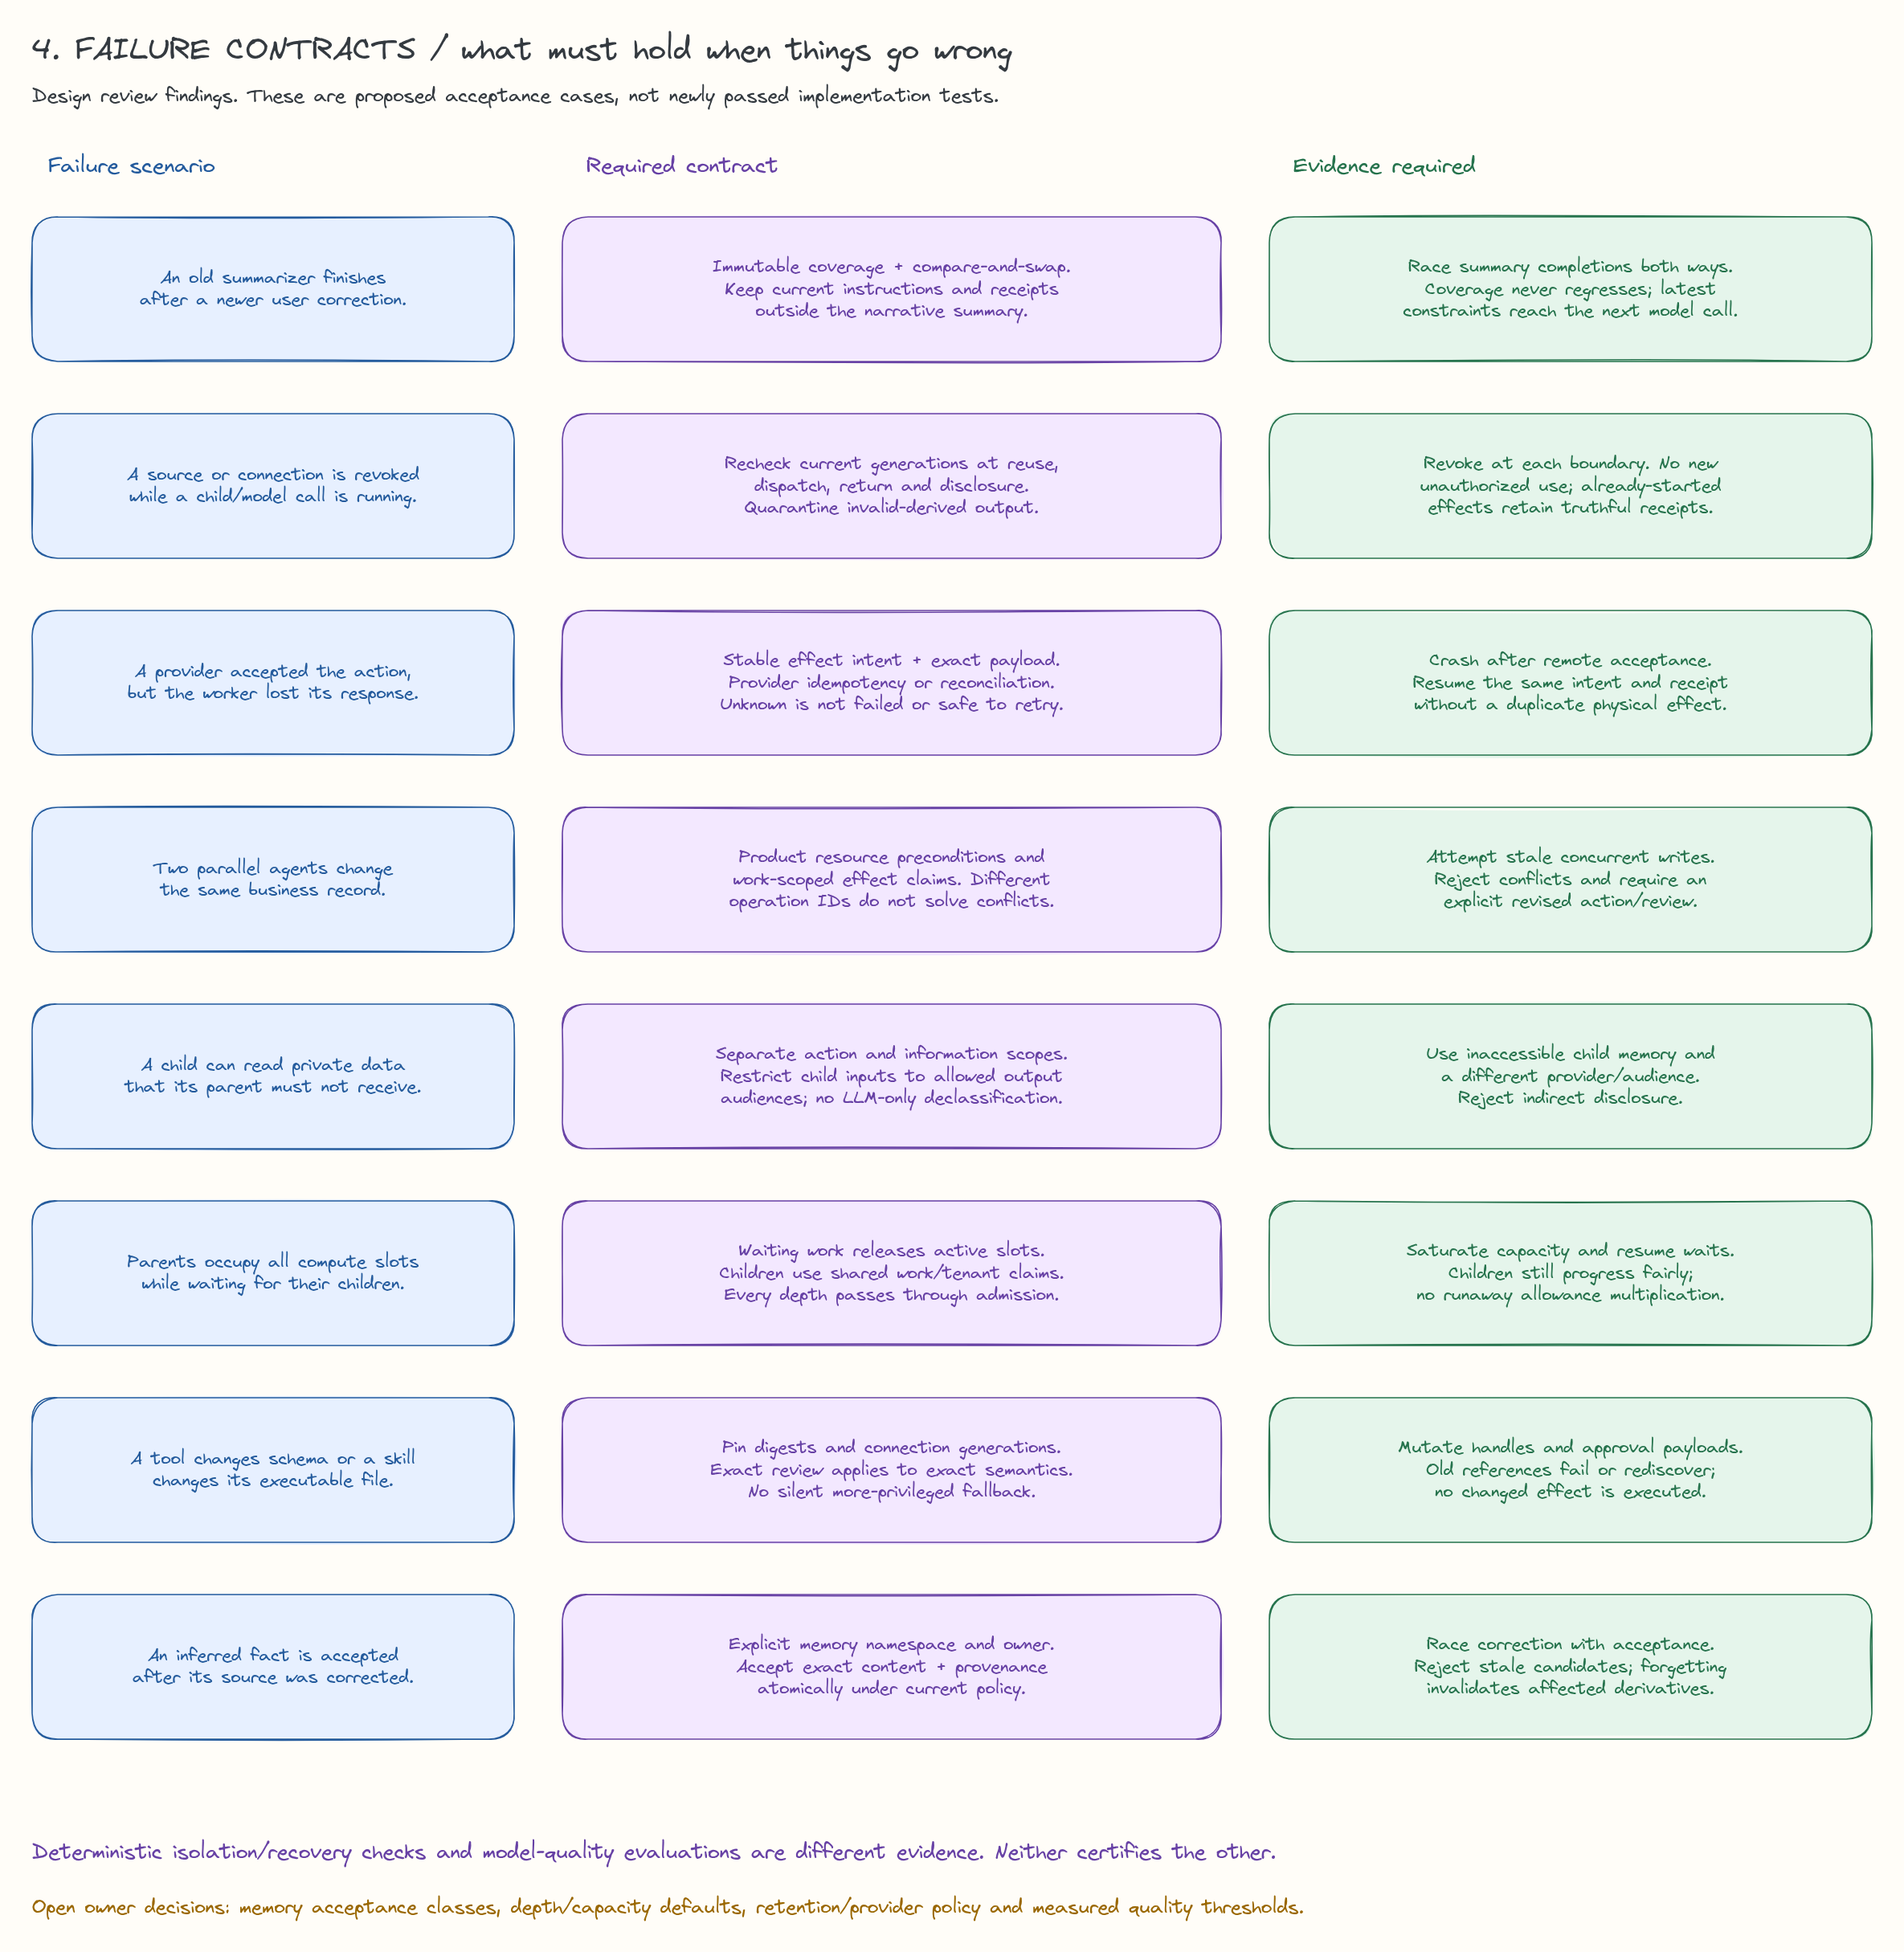 4. FAILURE CONTRACTS / what must hold when things go wrong
Design review findings. These are proposed acceptance cases, not newly passed implementation tests.
Failure scenario
Required contract
Evidence required
An old summarizer finishes
after a newer user correction.
Immutable coverage + compare-and-swap.
Keep current instructions and receipts
outside the narrative summary.
Race summary completions both ways.
Coverage never regresses; latest
constraints reach the next model call.
A source or connection is revoked
while a child/model call is running.
Recheck current generations at reuse,
dispatch, return and disclosure.
Quarantine invalid-derived output.
Revoke at each boundary. No new
unauthorized use; already-started
effects retain truthful receipts.
A provider accepted the action,
but the worker lost its response.
Stable effect intent + exact payload.
Provider idempotency or reconciliation.
Unknown is not failed or safe to retry.
Crash after remote acceptance.
Resume the same intent and receipt
without a duplicate physical effect.
Two parallel agents change
the same business record.
Product resource preconditions and
work-scoped effect claims. Different
operation IDs do not solve conflicts.
Attempt stale concurrent writes.
Reject conflicts and require an
explicit revised action/review.
A child can read private data
that its parent must not receive.
Separate action and information scopes.
Restrict child inputs to allowed output
audiences; no LLM-only declassification.
Use inaccessible child memory and
a different provider/audience.
Reject indirect disclosure.
Parents occupy all compute slots
while waiting for their children.
Waiting work releases active slots.
Children use shared work/tenant claims.
Every depth passes through admission.
Saturate capacity and resume waits.
Children still progress fairly;
no runaway allowance multiplication.
A tool changes schema or a skill
changes its executable file.
Pin digests and connection generations.
Exact review applies to exact semantics.
No silent more-privileged fallback.
Mutate handles and approval payloads.
Old references fail or rediscover;
no changed effect is executed.
An inferred fact is accepted
after its source was corrected.
Explicit memory namespace and owner.
Accept exact content + provenance
atomically under current policy.
Race correction with acceptance.
Reject stale candidates; forgetting
invalidates affected derivatives.
Deterministic isolation/recovery checks and model-quality evaluations are different evidence. Neither certifies the other.
Open owner decisions: memory acceptance classes, depth/capacity defaults, retention/provider policy and measured quality thresholds.